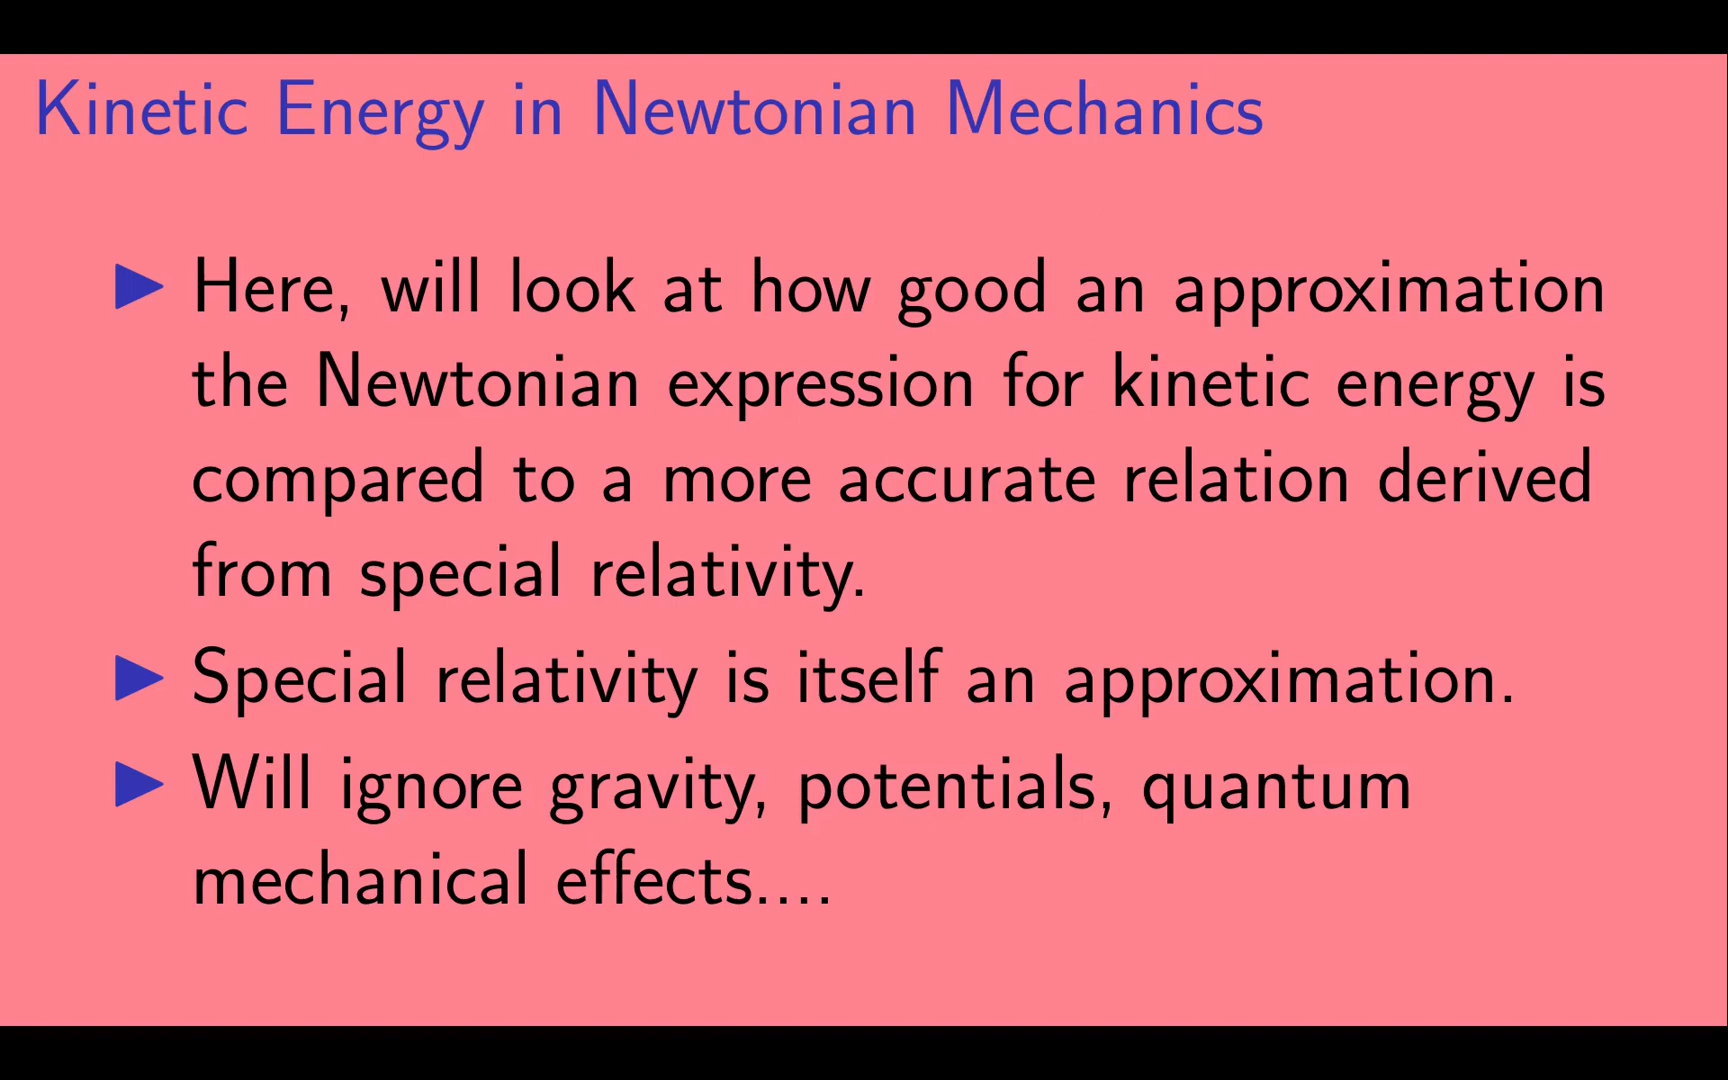 Kinetic Energy in Newtonian Mechanics
Here, will look at how good an approximation
the Newtonian expression for kinetic energy is
compared to a more accurate relation derived
from special relativity.
Special relativity is itself an approximation.
Will ignore gravity, potentials, quantum
mechanical effects....